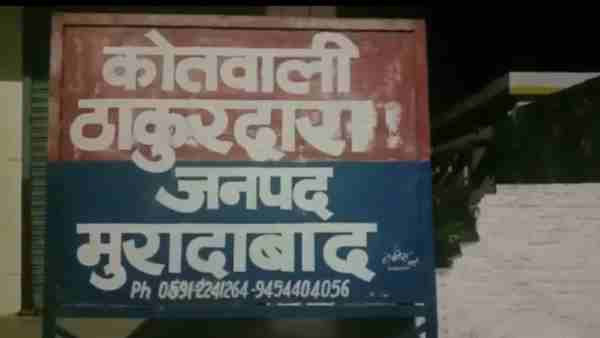 कोतवाली
ठाकुरद्वारा
जनपद
मुरादाबाद
Ph 0591-2241264-9454404056